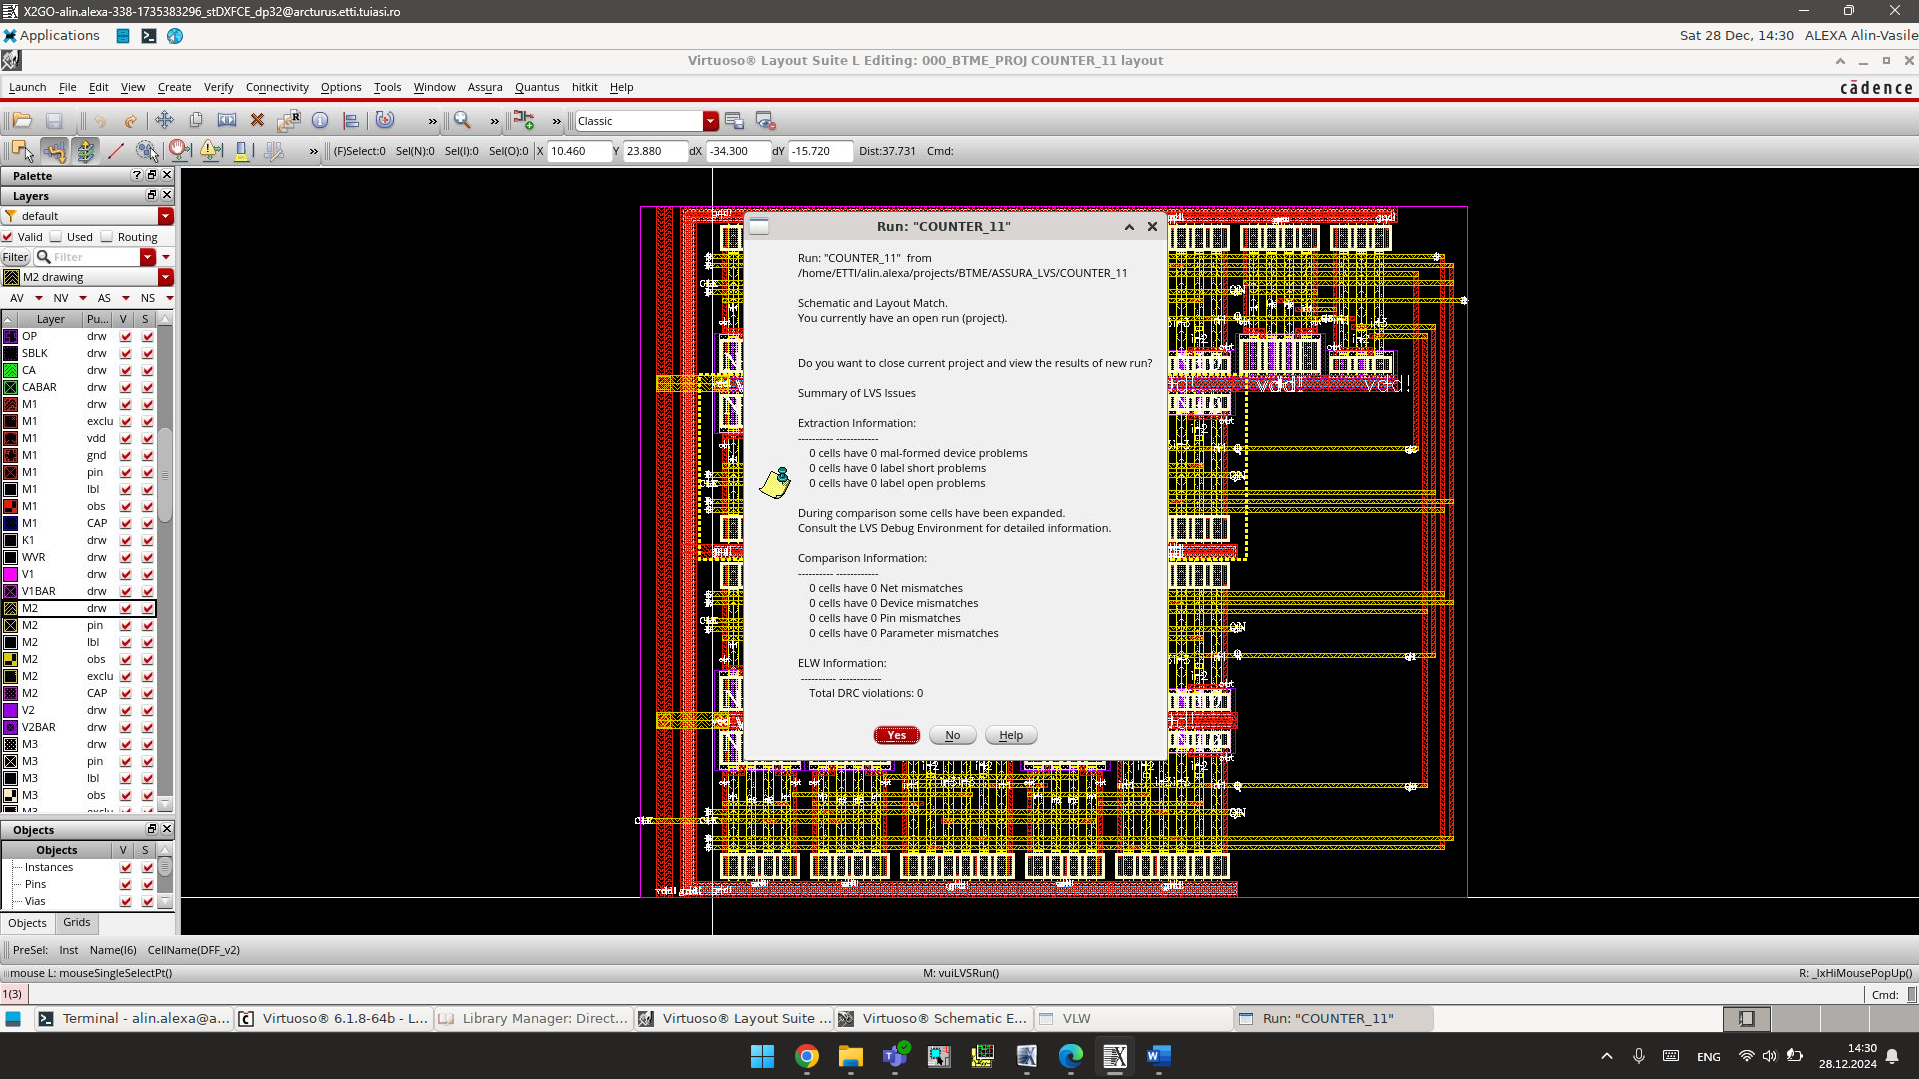 X2GO-alin.alexa-338-1735383296_stDXFCE_dp32@arcturus.etti.tuiasi.ro
Applications
Sat 28 Dec, 14:30 ALEXA Alin-Vasile
Virtuoso® Layout Suite L Editing: 000_BTME_PROJ COUNTER_11 layout
Launch File Edit View Create Verify Connectivity Options Tools Window Assura Quantus hitkit Help
cādence
Classic
(F)Select:0 Sel(N):0 Sel(I):0 Sel(O):0 X 10.460 Y 23.880 dX -34.300 dY -15.720 Dist:37.731 Cmd:
Palette
Layers
default
Valid Used Routing
Filter Filter
M2 drawing
AV NV AS NS
Layer Pu... V S
OP drw
SBLK drw
CA drw
CABAR drw
M1 drw
M1 exclu
M1 vdd
M1 gnd
M1 pin
M1 lbl
M1 obs
M1 CAP
K1 drw
WVR drw
V1 drw
V1BAR drw
M2 drw
M2 pin
M2 lbl
M2 obs
M2 exclu
M2 CAP
V2 drw
V2BAR drw
M3 drw
M3 pin
M3 lbl
M3 obs
M3 exclu
Objects
Objects V S
Instances
Pins
Vias
Objects Grids
Run: "COUNTER_11"
Run: "COUNTER_11" from
/home/ETTI/alin.alexa/projects/BTME/ASSURA_LVS/COUNTER_11
Schematic and Layout Match.
You currently have an open run (project).
Do you want to close current project and view the results of new run?
Summary of LVS Issues
Extraction Information:
---------- ------------
0 cells have 0 mal-formed device problems
0 cells have 0 label short problems
0 cells have 0 label open problems
During comparison some cells have been expanded.
Consult the LVS Debug Environment for detailed information.
Comparison Information:
---------- ------------
0 cells have 0 Net mismatches
0 cells have 0 Device mismatches
0 cells have 0 Pin mismatches
0 cells have 0 Parameter mismatches
ELW Information:
---------- ------------
Total DRC violations: 0
Yes No Help
vdd! vdd!
QN
QN
QN
QN
vdd! gnd! gnd!
PreSel: Inst Name(I6) CellName(DFF_v2)
mouse L: mouseSingleSelectPt() M: vuiLVSRun() R: _lxHiMousePopUp()
1(3) Cmd:
Terminal - alin.alexa@a... Virtuoso® 6.1.8-64b - L... Library Manager: Direct... Virtuoso® Layout Suite ... Virtuoso® Schematic E... VLW Run: "COUNTER_11"
ENG
14:30
28.12.2024